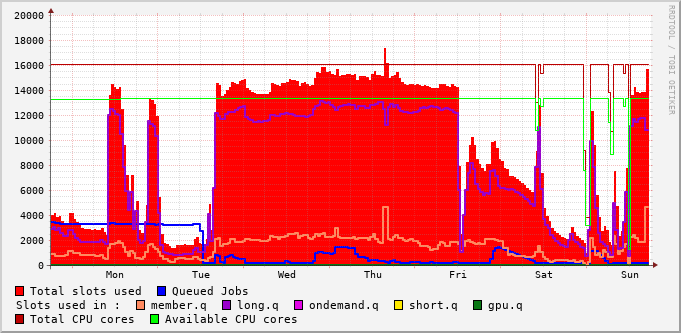 20000
18000
16000
14000
12000
10000
8000
6000
4000
2000
0
Mon Tue Wed Thu Fri Sat Sun
Total slots used Queued Jobs
Slots used in : member.q long.q ondemand.q short.q gpu.q
Total CPU cores Available CPU cores
RRDTOOL / TOBI OETIKER